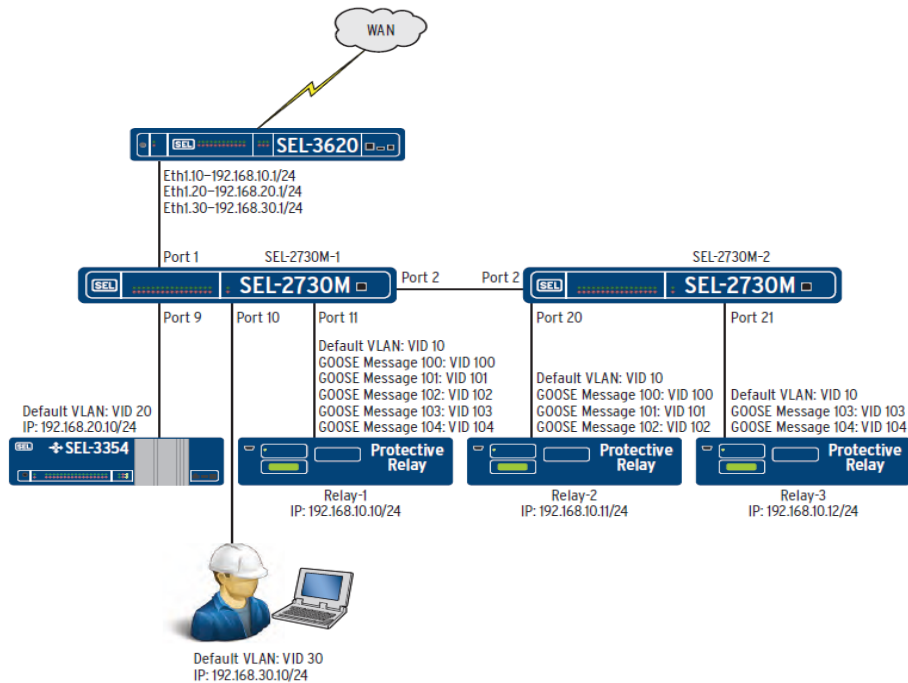 WAN
SEL SEL-3620
Eth1.10–192.168.10.1/24
Eth1.20–192.168.20.1/24
Eth1.30–192.168.30.1/24
Port 1
SEL-2730M-1
SEL-2730M-2
SEL SEL-2730M
Port 2
Port 2
SEL SEL-2730M
Port 9
Port 10
Port 11
Port 20
Port 21
Default VLAN: VID 10
GOOSE Message 100: VID 100
GOOSE Message 101: VID 101
GOOSE Message 102: VID 102
GOOSE Message 103: VID 103
GOOSE Message 104: VID 104
Default VLAN: VID 10
GOOSE Message 100: VID 100
GOOSE Message 101: VID 101
GOOSE Message 102: VID 102
Default VLAN: VID 10
GOOSE Message 103: VID 103
GOOSE Message 104: VID 104
Default VLAN: VID 20
IP: 192.168.20.10/24
SEL SEL-3354
Protective
Relay
Protective
Relay
Protective
Relay
Relay-1
IP: 192.168.10.10/24
Relay-2
IP: 192.168.10.11/24
Relay-3
IP: 192.168.10.12/24
Default VLAN: VID 30
IP: 192.168.30.10/24